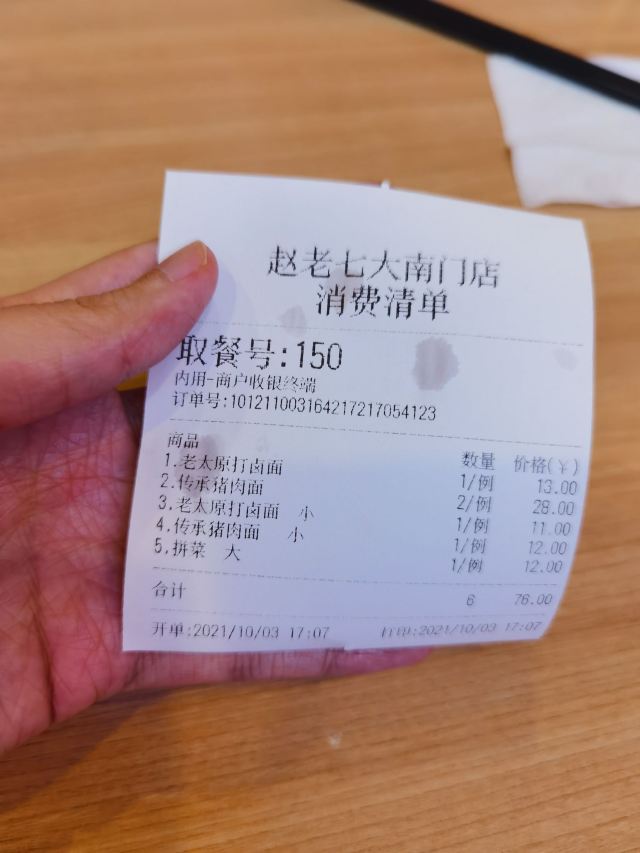 赵老七大南门店
消费清单
取餐号:150
内用-商户收银终端
订单号:101211003164217217054123
商品 数量 价格(¥)
1.老太原打卤面 1/例 13.00
2.传承猪肉面 2/例 28.00
3.老太原打卤面 小 1/例 11.00
4.传承猪肉面 小 1/例 12.00
5.拼菜 大 1/例 12.00
合计 6 76.00
开单:2021/10/03 17:07 打印:2021/10/03 17:07